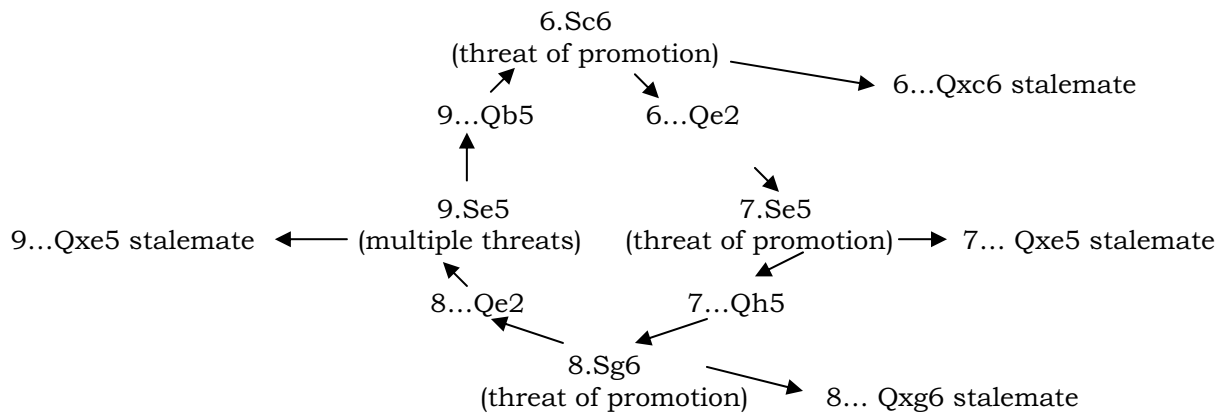 6.Sc6
(threat of promotion)
6…Qxc6 stalemate
9…Qb5 6…Qe2
9.Se5 7.Se5
9…Qxe5 stalemate (multiple threats) (threat of promotion) 7… Qxe5 stalemate
8…Qe2 7…Qh5
8.Sg6
(threat of promotion) 8… Qxg6 stalemate